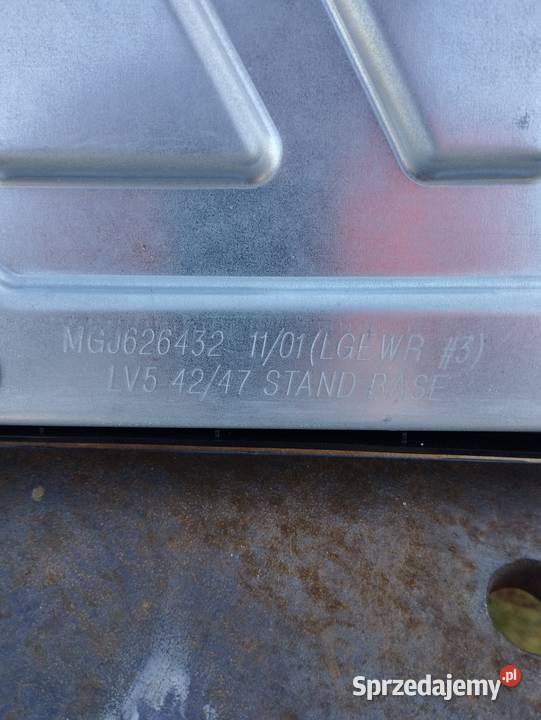 MGJ626432 11/01(LGEWR #3)
LV5 42/47 STAND BASE
Sprzedajemy.pl